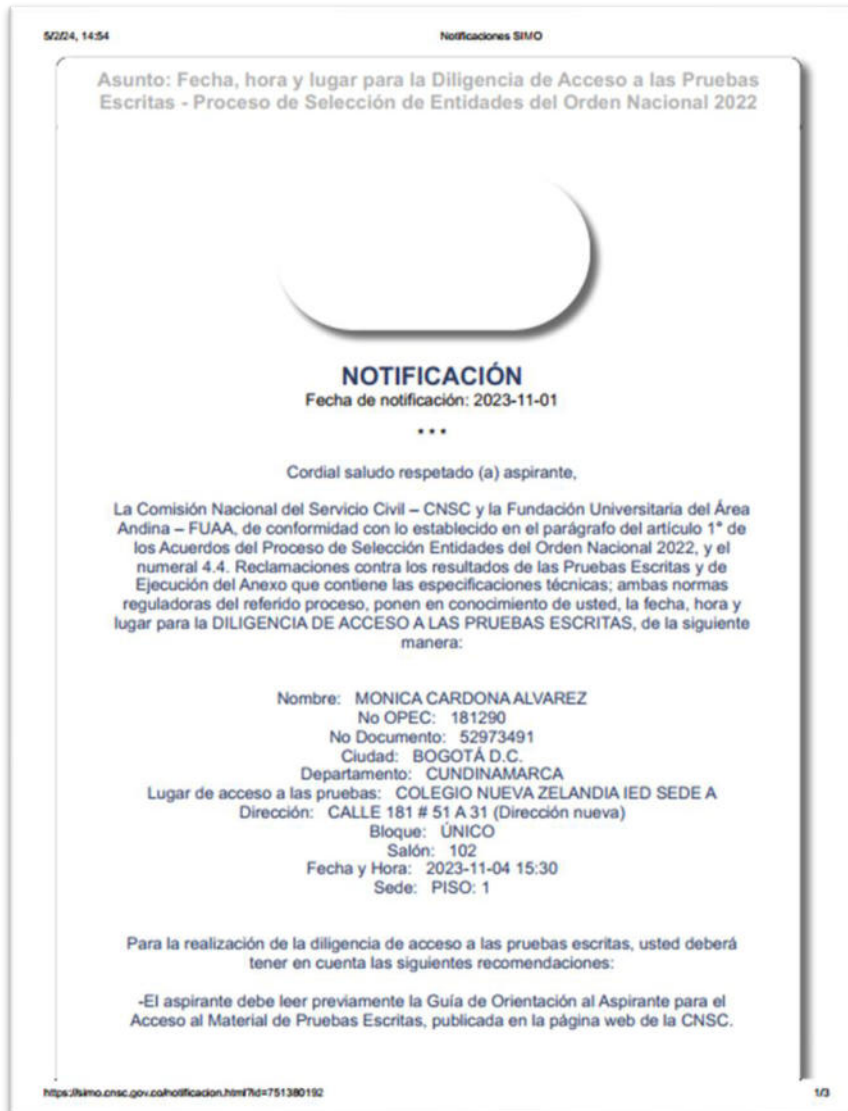 5/2/24, 14:54
Notificaciones SIMO
Asunto: Fecha, hora y lugar para la Diligencia de Acceso a las Pruebas
Escritas - Proceso de Selección de Entidades del Orden Nacional 2022
NOTIFICACIÓN
Fecha de notificación: 2023-11-01
* * *
Cordial saludo respetado (a) aspirante,
La Comisión Nacional del Servicio Civil – CNSC y la Fundación Universitaria del Área
Andina – FUAA, de conformidad con lo establecido en el parágrafo del artículo 1° de
los Acuerdos del Proceso de Selección Entidades del Orden Nacional 2022, y el
numeral 4.4. Reclamaciones contra los resultados de las Pruebas Escritas y de
Ejecución del Anexo que contiene las especificaciones técnicas; ambas normas
reguladoras del referido proceso, ponen en conocimiento de usted, la fecha, hora y
lugar para la DILIGENCIA DE ACCESO A LAS PRUEBAS ESCRITAS, de la siguiente
manera:
Nombre: MONICA CARDONA ALVAREZ
No OPEC: 181290
No Documento: 52973491
Ciudad: BOGOTÁ D.C.
Departamento: CUNDINAMARCA
Lugar de acceso a las pruebas: COLEGIO NUEVA ZELANDIA IED SEDE A
Dirección: CALLE 181 # 51 A 31 (Dirección nueva)
Bloque: ÚNICO
Salón: 102
Fecha y Hora: 2023-11-04 15:30
Sede: PISO: 1
Para la realización de la diligencia de acceso a las pruebas escritas, usted deberá
tener en cuenta las siguientes recomendaciones:
-El aspirante debe leer previamente la Guía de Orientación al Aspirante para el
Acceso al Material de Pruebas Escritas, publicada en la página web de la CNSC.
https://simo.cnsc.gov.co/notificacion.html?id=751380192
1/3